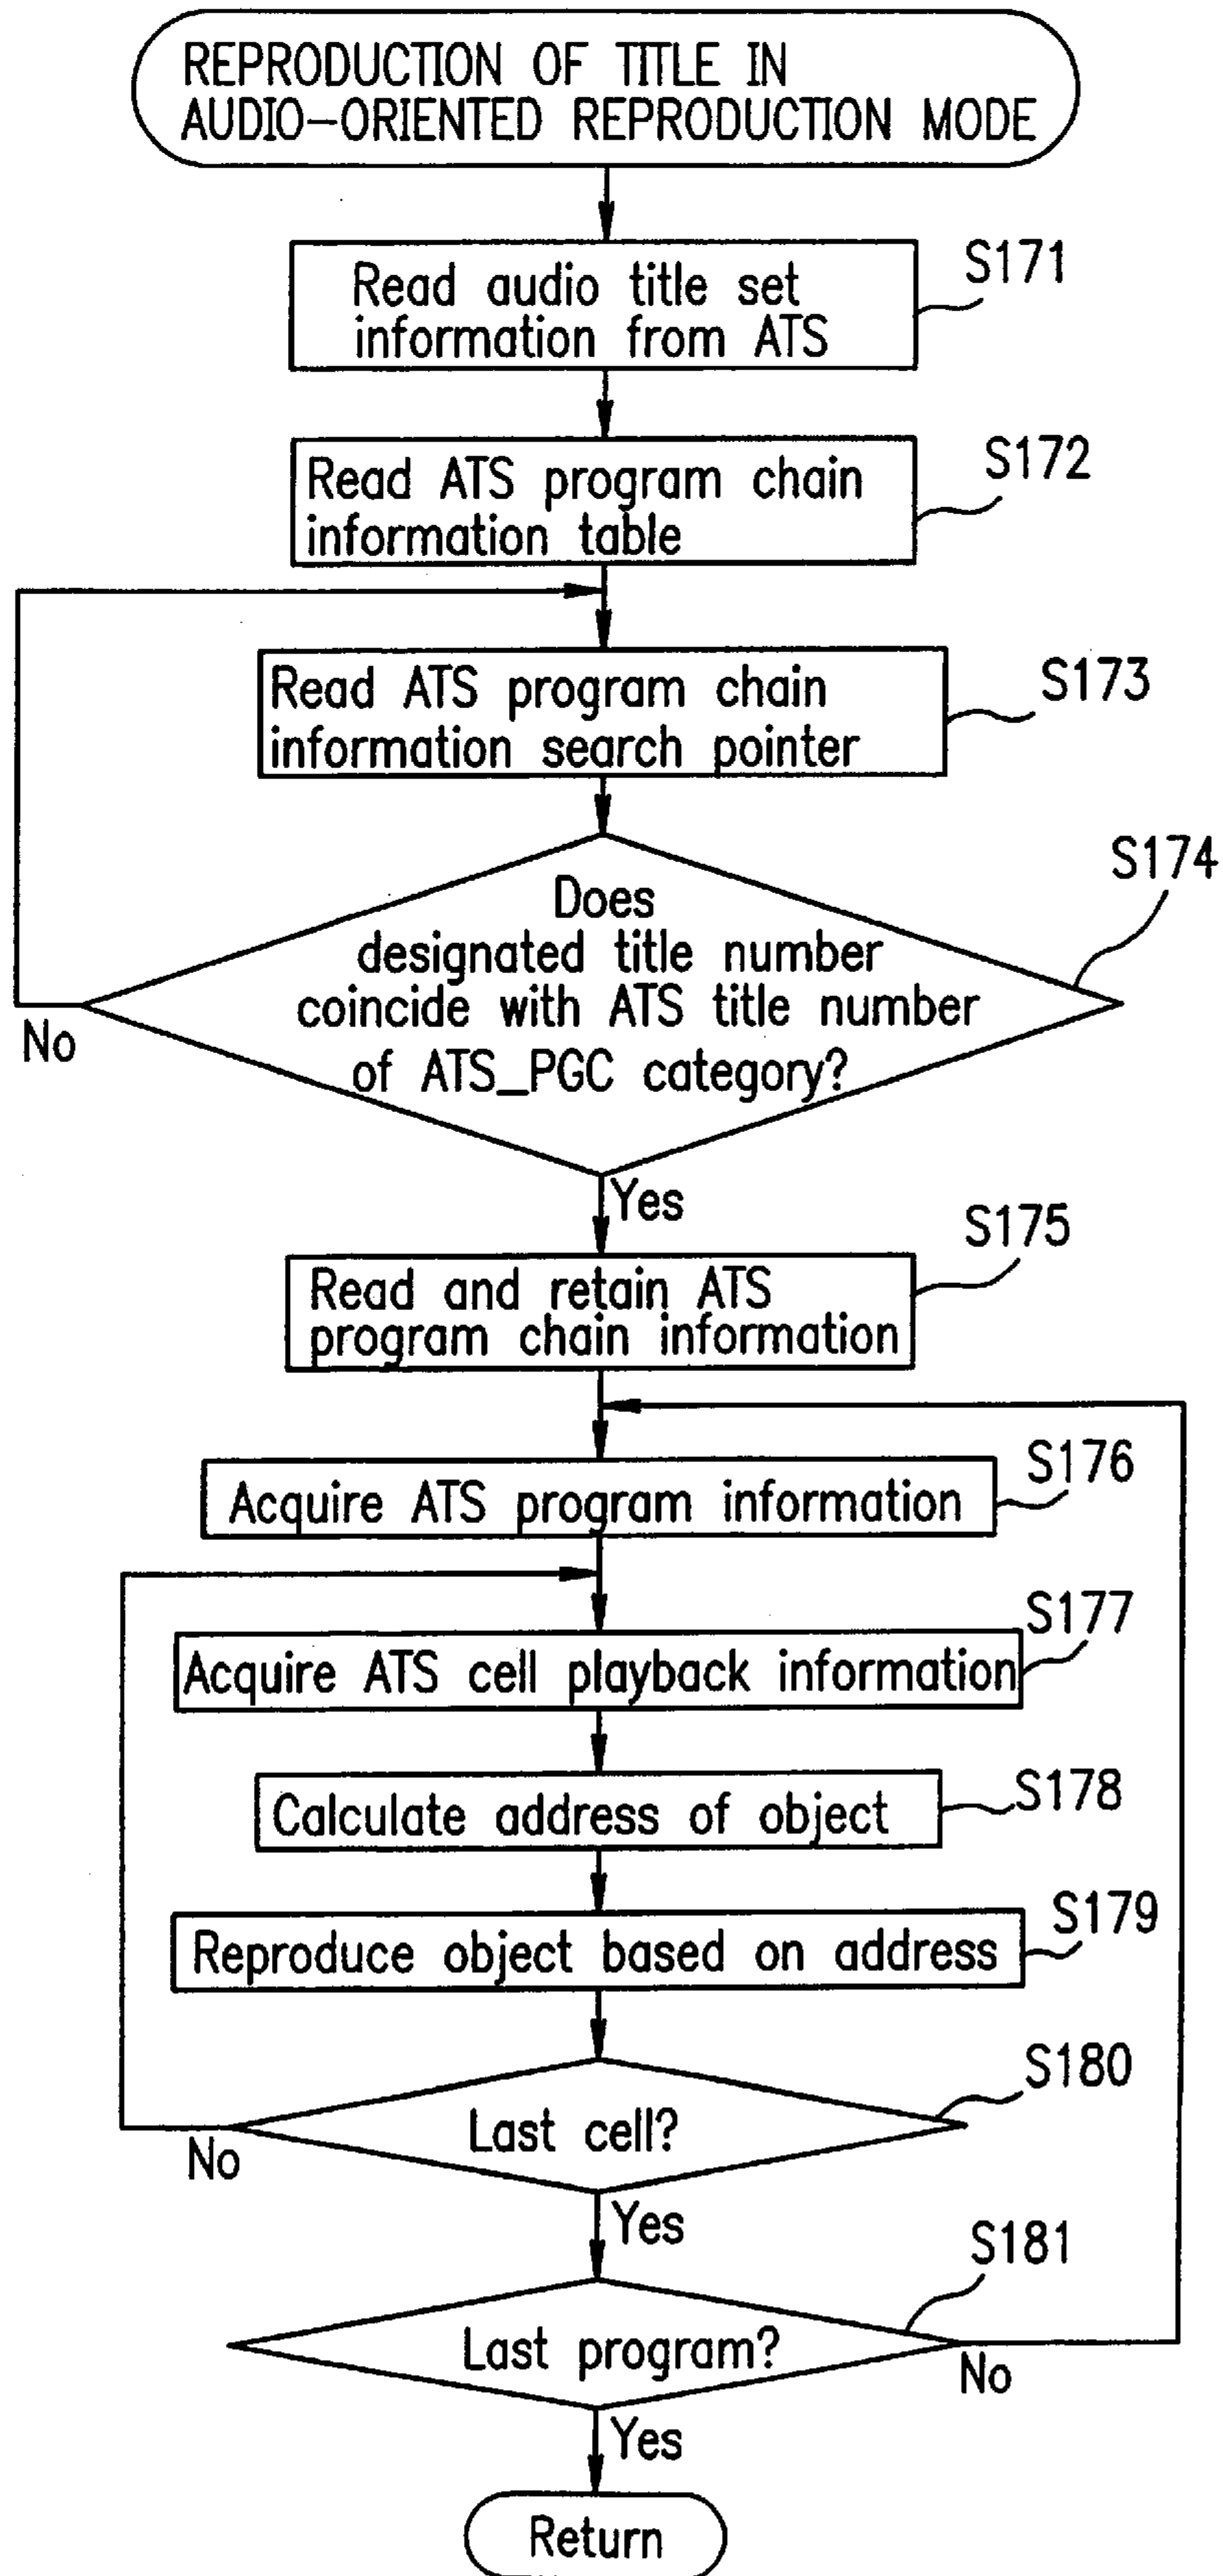 REPRODUCTION OF TITLE IN
AUDIO-ORIENTED REPRODUCTION MODE
Read audio title set
information from ATS
S171
Read ATS program chain
information table
S172
Read ATS program chain
information search pointer
S173
Does
designated title number
coincide with ATS title number
of ATS_PGC category?
S174
No
Yes
Read and retain ATS
program chain information
S175
Acquire ATS program information
S176
Acquire ATS cell playback information
S177
Calculate address of object
S178
Reproduce object based on address
S179
Last cell?
S180
No
Yes
Last program?
S181
No
Yes
Return